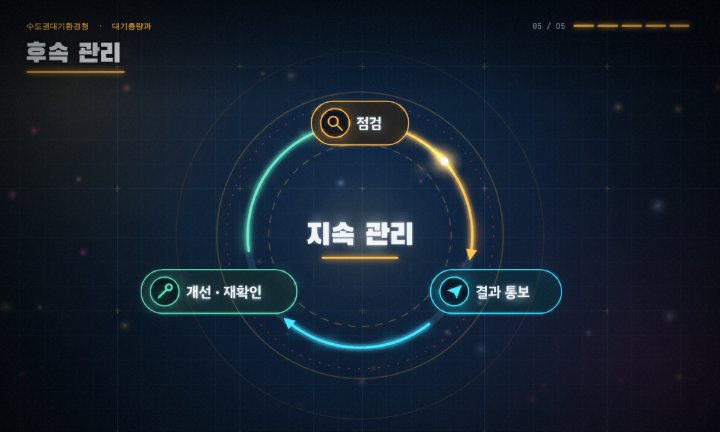 수도권대기환경청 · 대기총량과
05 / 05
후속 관리
점검
지속 관리
개선 · 재확인
결과 통보